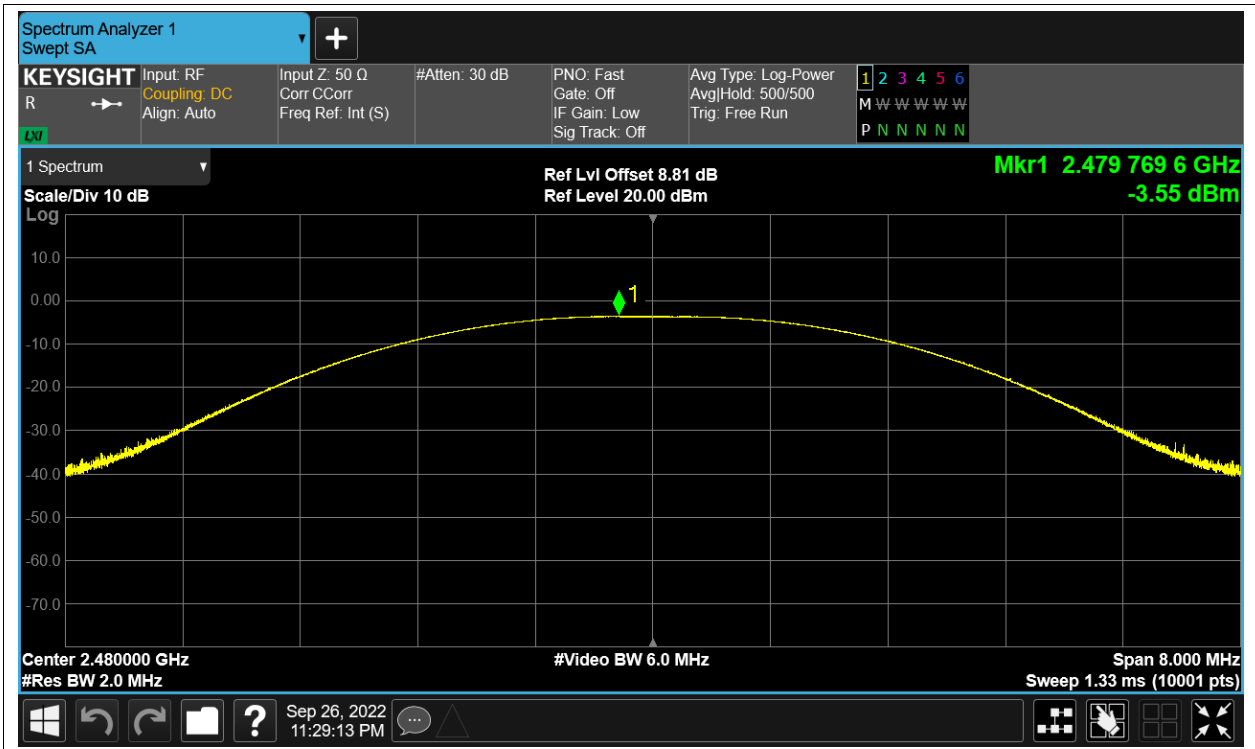 Spectrum Analyzer 1
Swept SA
KEYSIGHT
R
LXI
Input: RF
Coupling: DC
Align: Auto
Input Z: 50 Ω
Corr CCorr
Freq Ref: Int (S)
#Atten: 30 dB
PNO: Fast
Gate: Off
IF Gain: Low
Sig Track: Off
Avg Type: Log-Power
Avg|Hold: 500/500
Trig: Free Run
1 2 3 4 5 6
M W W W W W
P N N N N N
1 Spectrum
Scale/Div 10 dB
Log
Ref Lvl Offset 8.81 dB
Ref Level 20.00 dBm
Mkr1 2.479 769 6 GHz
-3.55 dBm
10.0
0.00
-10.0
-20.0
-30.0
-40.0
-50.0
-60.0
-70.0
1
Center 2.480000 GHz
#Video BW 6.0 MHz
Span 8.000 MHz
#Res BW 2.0 MHz
Sweep 1.33 ms (10001 pts)
?
Sep 26, 2022
11:29:13 PM